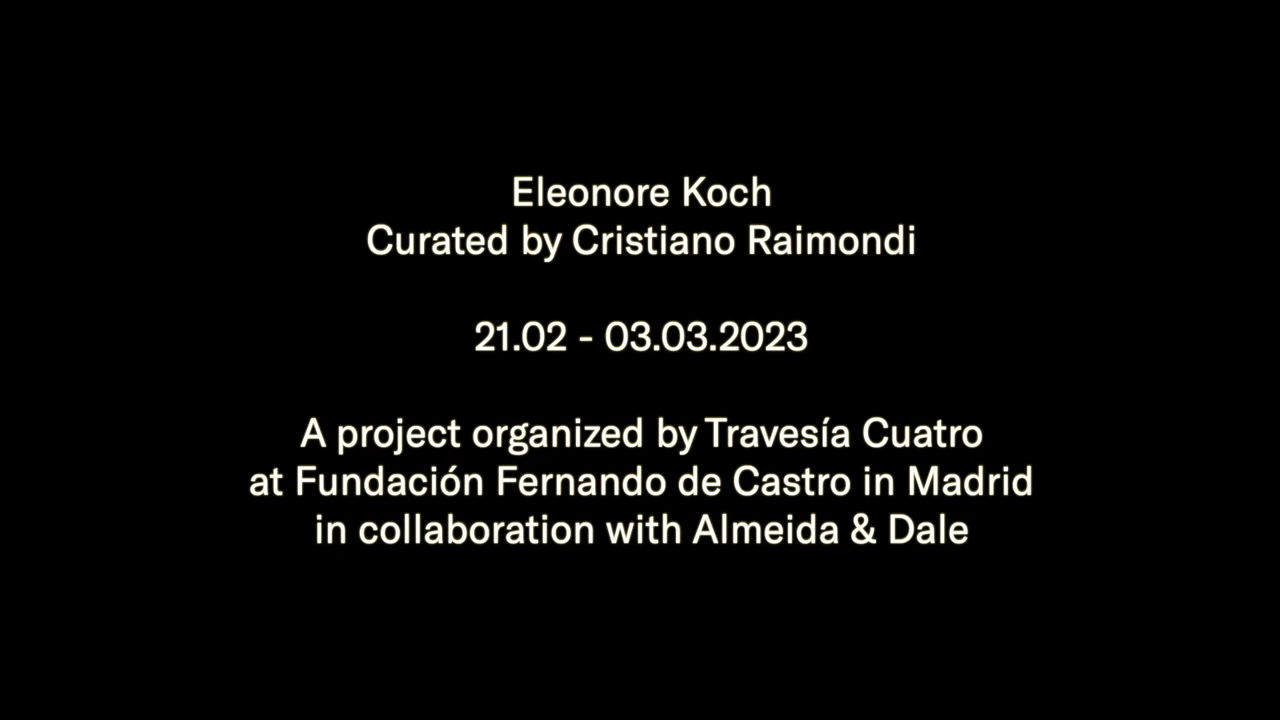 Eleonore Koch
Curated by Cristiano Raimondi
21.02 - 03.03.2023
A project organized by Travesía Cuatro
at Fundación Fernando de Castro in Madrid
in collaboration with Almeida & Dale